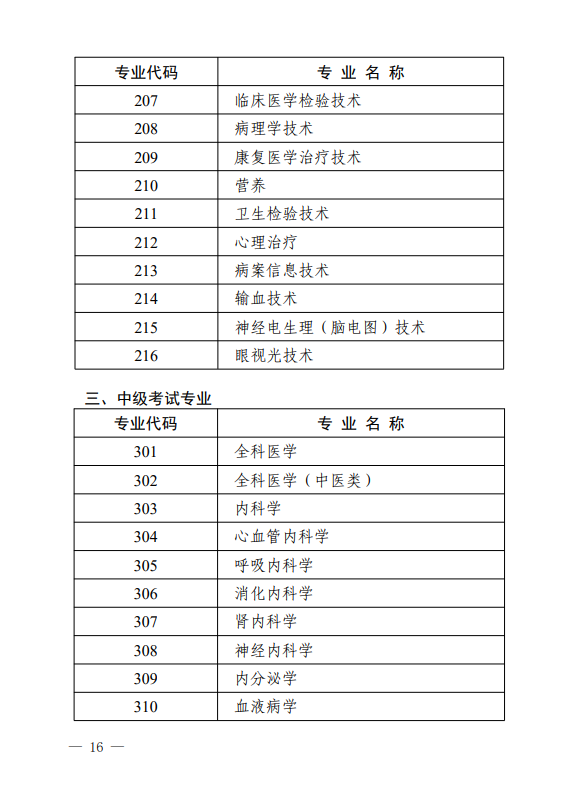 专业代码 专 业 名 称
207 临床医学检验技术
208 病理学技术
209 康复医学治疗技术
210 营养
211 卫生检验技术
212 心理治疗
213 病案信息技术
214 输血技术
215 神经电生理（脑电图）技术
216 眼视光技术
三、中级考试专业
专业代码 专 业 名 称
301 全科医学
302 全科医学（中医类）
303 内科学
304 心血管内科学
305 呼吸内科学
306 消化内科学
307 肾内科学
308 神经内科学
309 内分泌学
310 血液病学
— 16 —